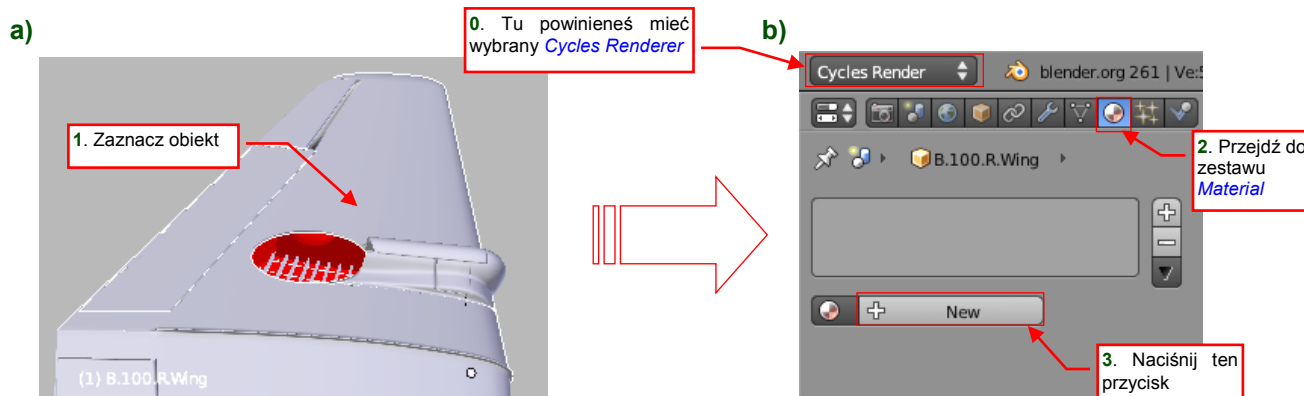 a)
0. Tu powinieneś mieć
wybrany Cycles Renderer
1. Zaznacz obiekt
(1) B.100.R.Wing
b)
Cycles Render
blender.org 261 | Ve:
B.100.R.Wing
2. Przejdź do
zestawu
Material
New
3. Naciśnij ten
przycisk